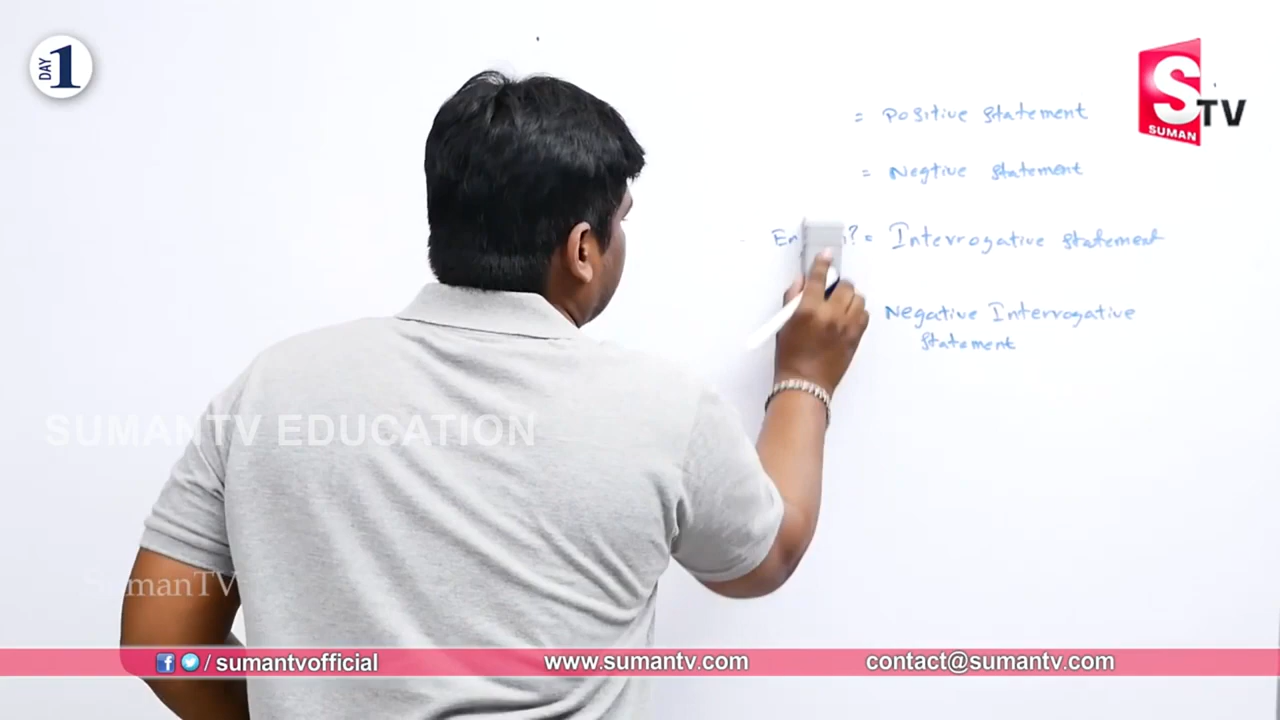 DAY 1
S TV
SUMAN
= Positive statement
= Negtive statement
? = Interrogative statement
Negative Interrogative
statement
SUMANTV EDUCATION
SumanTV
/ sumantvofficial
www.sumantv.com
contact@sumantv.com